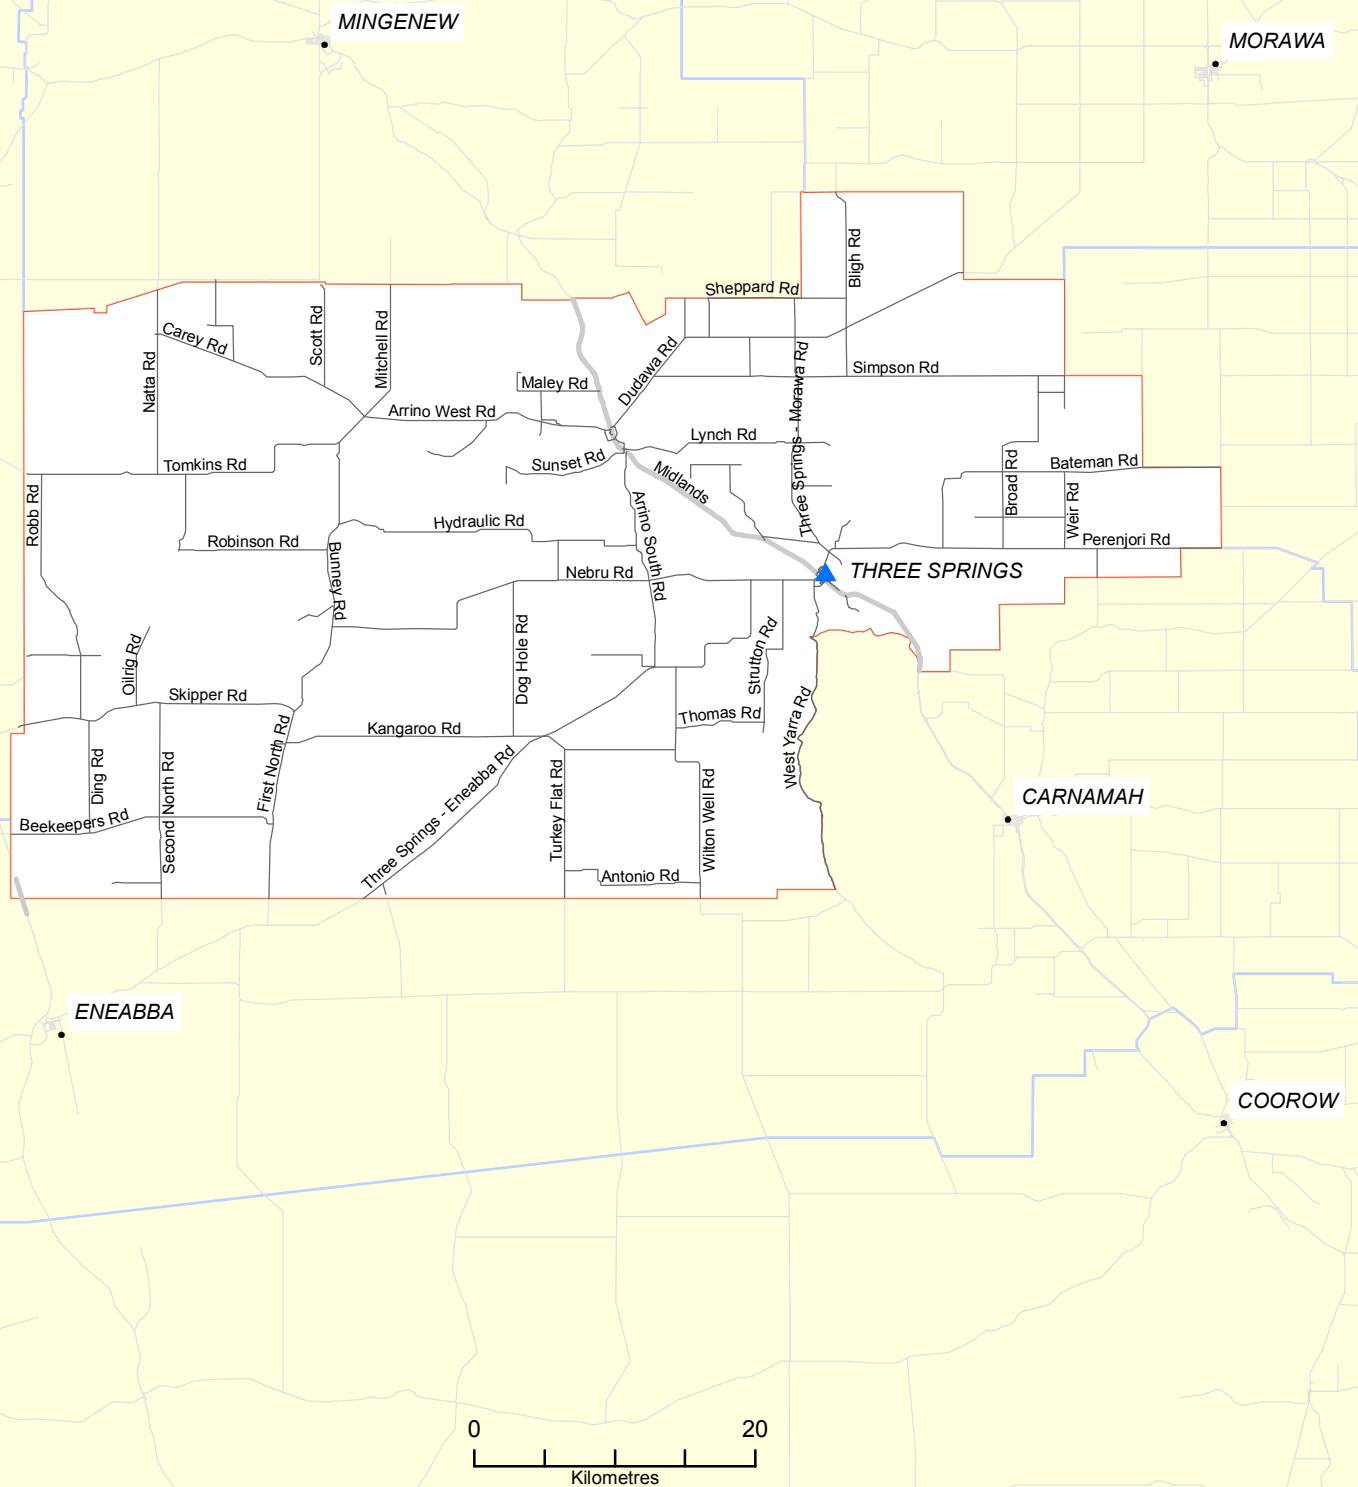 MINGENEW
MORAWA
Bligh Rd
Sheppard Rd
Scott Rd
Mitchell Rd
Carey Rd
Natta Rd
Dudawa Rd
Three Springs - Morawa Rd
Simpson Rd
Maley Rd
Arrino West Rd
Lynch Rd
Tomkins Rd
Sunset Rd
Midlands
Broad Rd
Bateman Rd
Weir Rd
Robb Rd
Hydraulic Rd
Arrino South Rd
Robinson Rd
Bunney Rd
Perenjori Rd
Nebru Rd
THREE SPRINGS
Oilrig Rd
Dog Hole Rd
Strutton Rd
Skipper Rd
Thomas Rd
West Yarra Rd
Kangaroo Rd
First North Rd
Ding Rd
Second North Rd
Three Springs - Eneabba Rd
Turkey Flat Rd
Wilton Well Rd
CARNAMAH
Beekeepers Rd
Antonio Rd
ENEABBA
COOROW
0 20
Kilometres